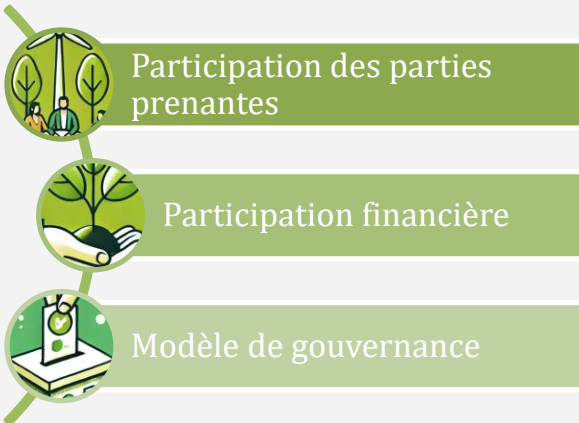 Participation des parties
prenantes
Participation financière
Modèle de gouvernance